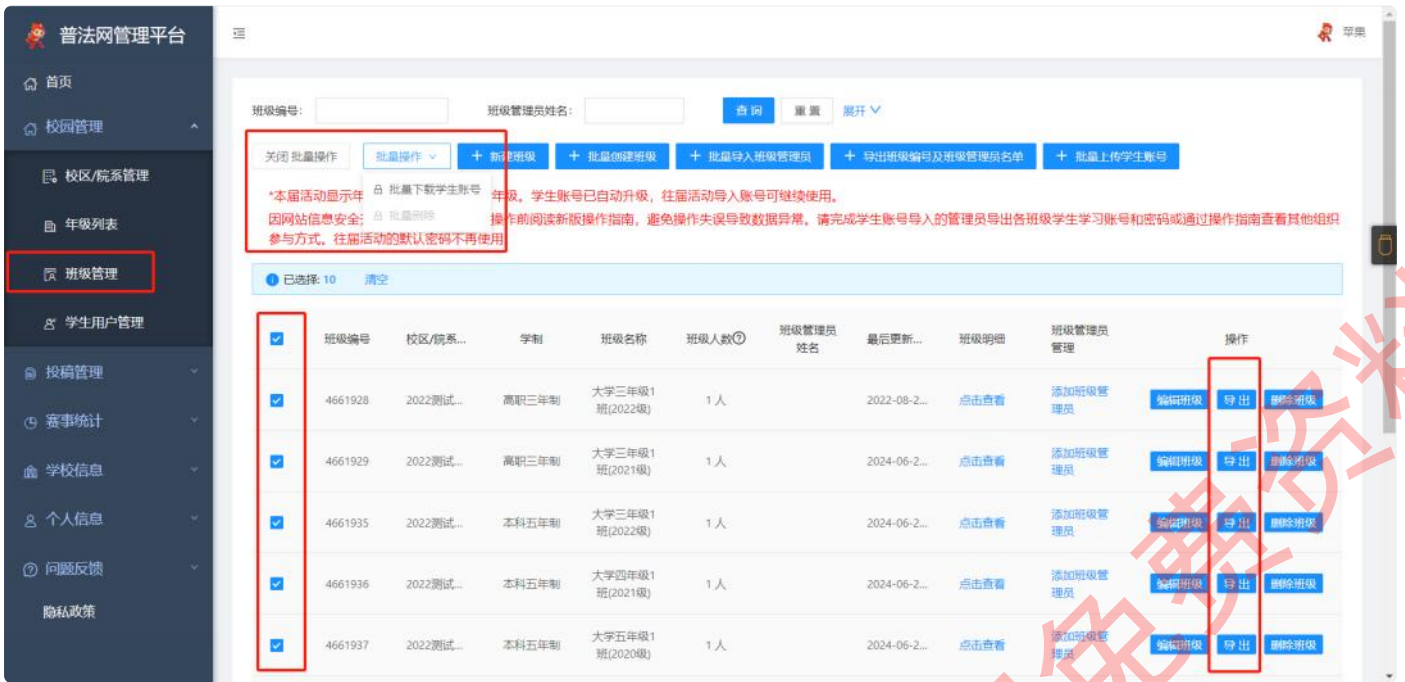 普法网管理平台
苹果
首页
校园管理
校区/院系管理
年级列表
班级管理
学生用户管理
投稿管理
赛事统计
学校信息
个人信息
问题反馈
隐私政策
班级编号: 班级管理员姓名: 查询 重置 展开
关闭 批量操作 批量操作 + 新建班级 + 批量创建班级 + 批量导入班级管理员 + 导出班级编号及班级管理员名单 + 批量上传学生账号
批量下载学生账号
批量删除
*本届活动显示年 年级。学生账号已自动升级，往届活动导入账号可继续使用。
因网站信息安全 操作前阅读新版操作指南，避免操作失误导致数据异常。请完成学生账号导入的管理员导出各班级学生学习账号和密码或通过操作指南查看其他组织
参与方式。往届活动的默认密码不再使用
已选择: 10 清空
班级编号 校区/院系... 学制 班级名称 班级人数 班级管理员姓名 最后更新... 班级明细 班级管理员管理 操作
4661928 2022测试... 高职三年制 大学三年级1班(2022级) 1人 2022-08-2... 点击查看 添加班级管理员 编辑班级 导出 删除班级
4661929 2022测试... 高职三年制 大学三年级1班(2021级) 1人 2024-06-2... 点击查看 添加班级管理员 编辑班级 导出 删除班级
4661935 2022测试... 本科五年制 大学三年级1班(2022级) 1人 2024-06-2... 点击查看 添加班级管理员 编辑班级 导出 删除班级
4661936 2022测试... 本科五年制 大学四年级1班(2021级) 1人 2024-06-2... 点击查看 添加班级管理员 编辑班级 导出 删除班级
4661937 2022测试... 本科五年制 大学五年级1班(2020级) 1人 2024-06-2... 点击查看 添加班级管理员 编辑班级 导出 删除班级
免费资料